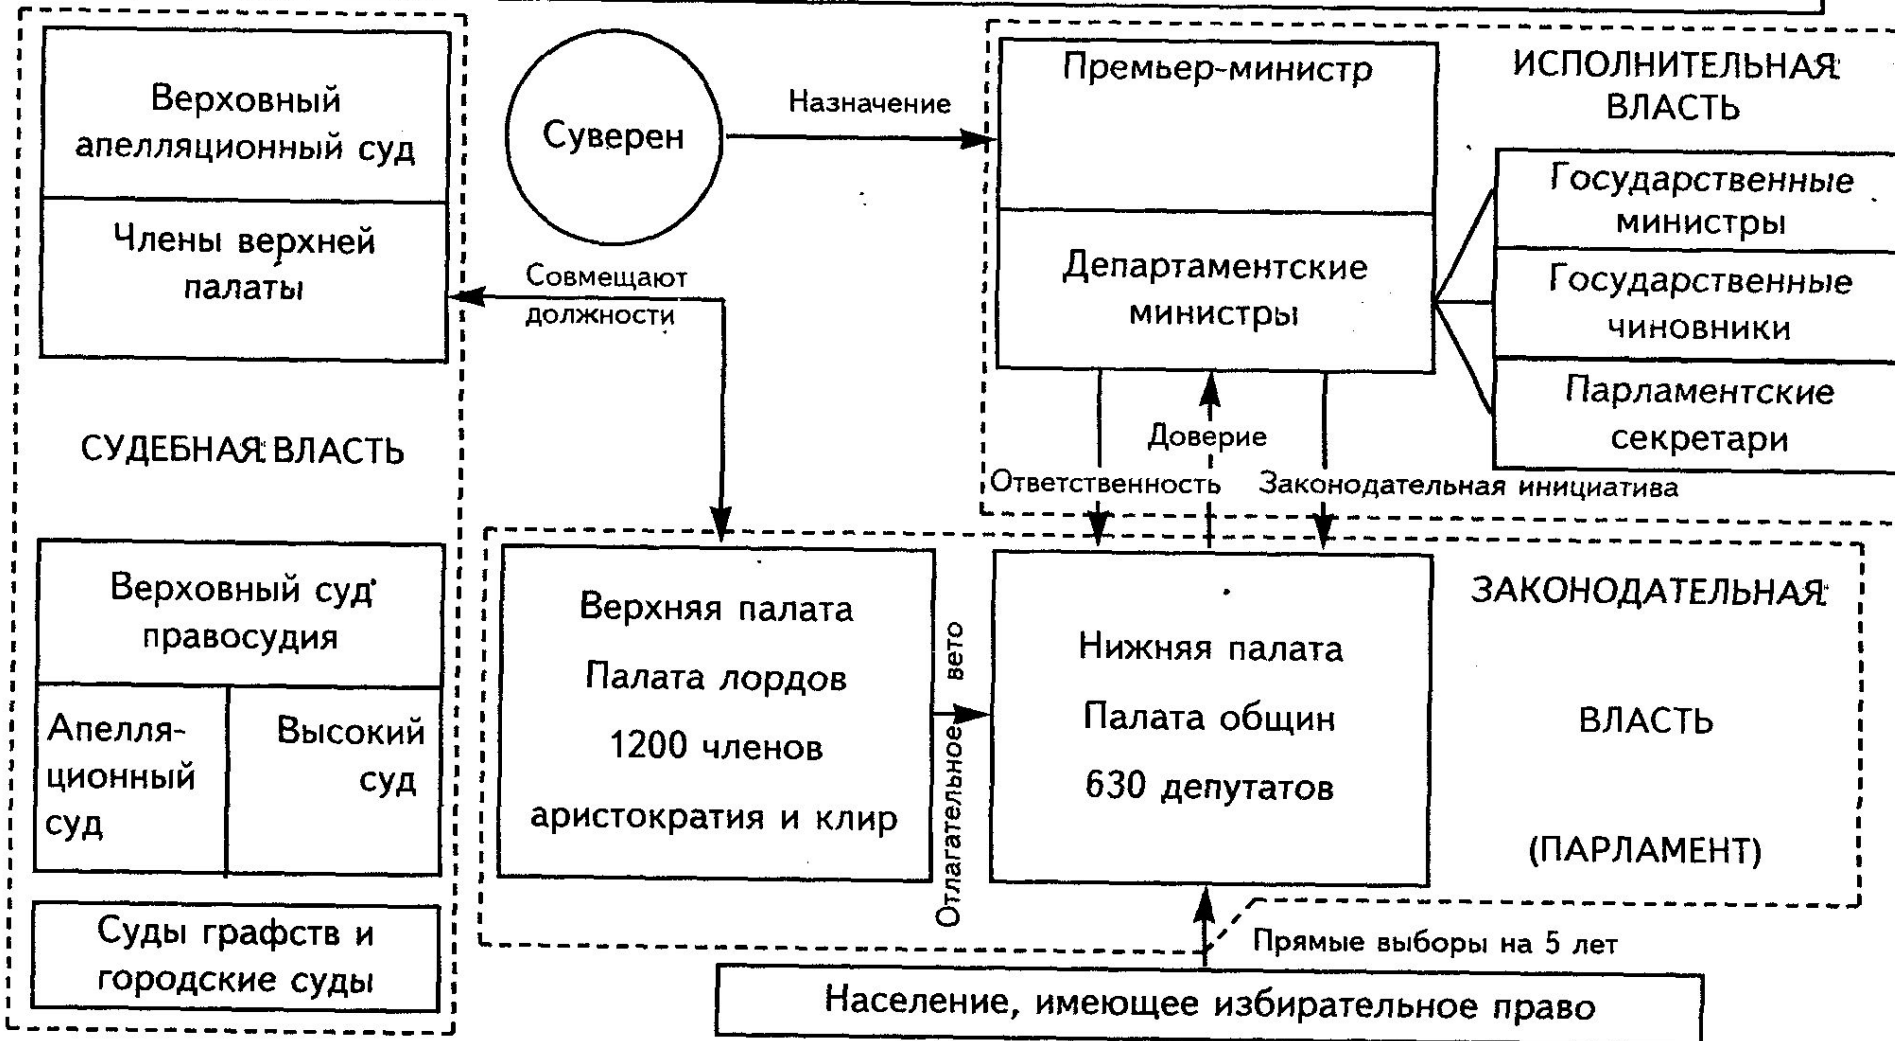 Верховный
апелляционный суд
Члены верхней
палаты
СУДЕБНАЯ ВЛАСТЬ
Верховный суд
правосудия
Апелля-
ционный
суд
Высокий
суд
Суды графств и
городские суды
Суверен
Назначение
Совмещают
должности
Премьер-министр
Департаментские
министры
ИСПОЛНИТЕЛЬНАЯ
ВЛАСТЬ
Государственные
министры
Государственные
чиновники
Парламентские
секретари
Доверие
Ответственность
Законодательная инициатива
Верхняя палата
Палата лордов
1200 членов
аристократия и клир
Отлагательное вето
Нижняя палата
Палата общин
630 депутатов
ЗАКОНОДАТЕЛЬНАЯ
ВЛАСТЬ
(ПАРЛАМЕНТ)
Прямые выборы на 5 лет
Население, имеющее избирательное право